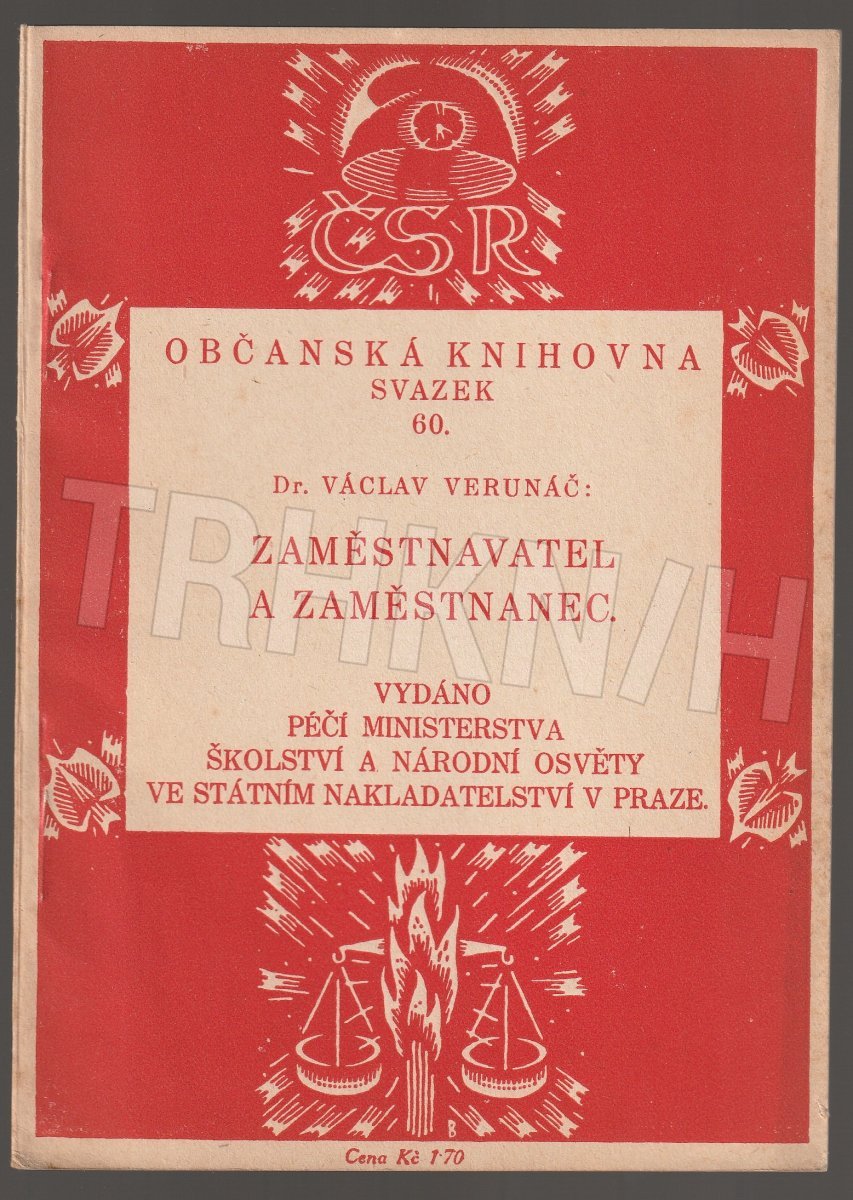 ČSR
OBČANSKÁ KNIHOVNA
SVAZEK
60.
Dr. VÁCLAV VERUNÁČ:
ZAMĚSTNAVATEL
A ZAMĚSTNANEC.
VYDÁNO
PÉČÍ MINISTERSTVA
ŠKOLSTVÍ A NÁRODNÍ OSVĚTY
VE STÁTNÍM NAKLADATELSTVÍ V PRAZE.
B
Cena Kč 1·70
TRHKNIH